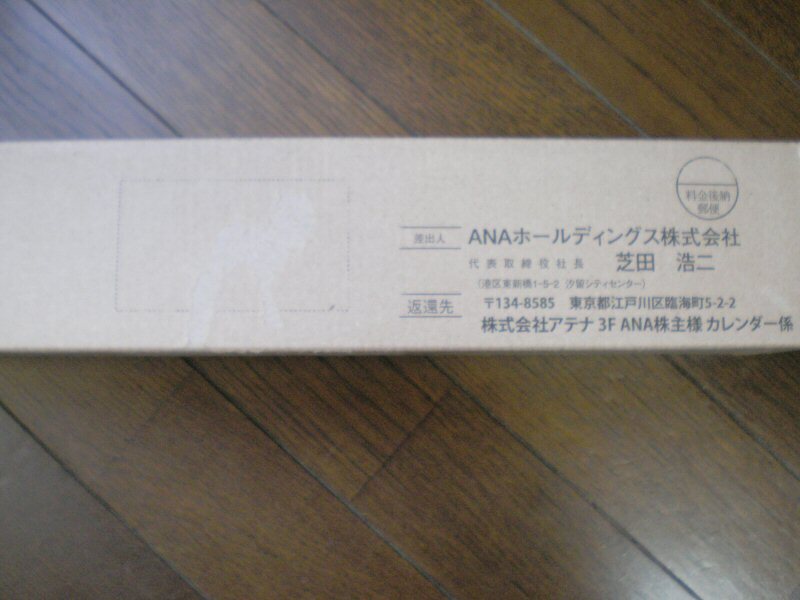 料金後納
郵便
差出人 ANAホールディングス株式会社
代表取締役社長 芝田 浩二
(港区東新橋1-5-2 汐留シティセンター)
返還先 〒134-8585 東京都江戸川区臨海町5-2-2
株式会社アテナ 3F ANA株主様 カレンダー係